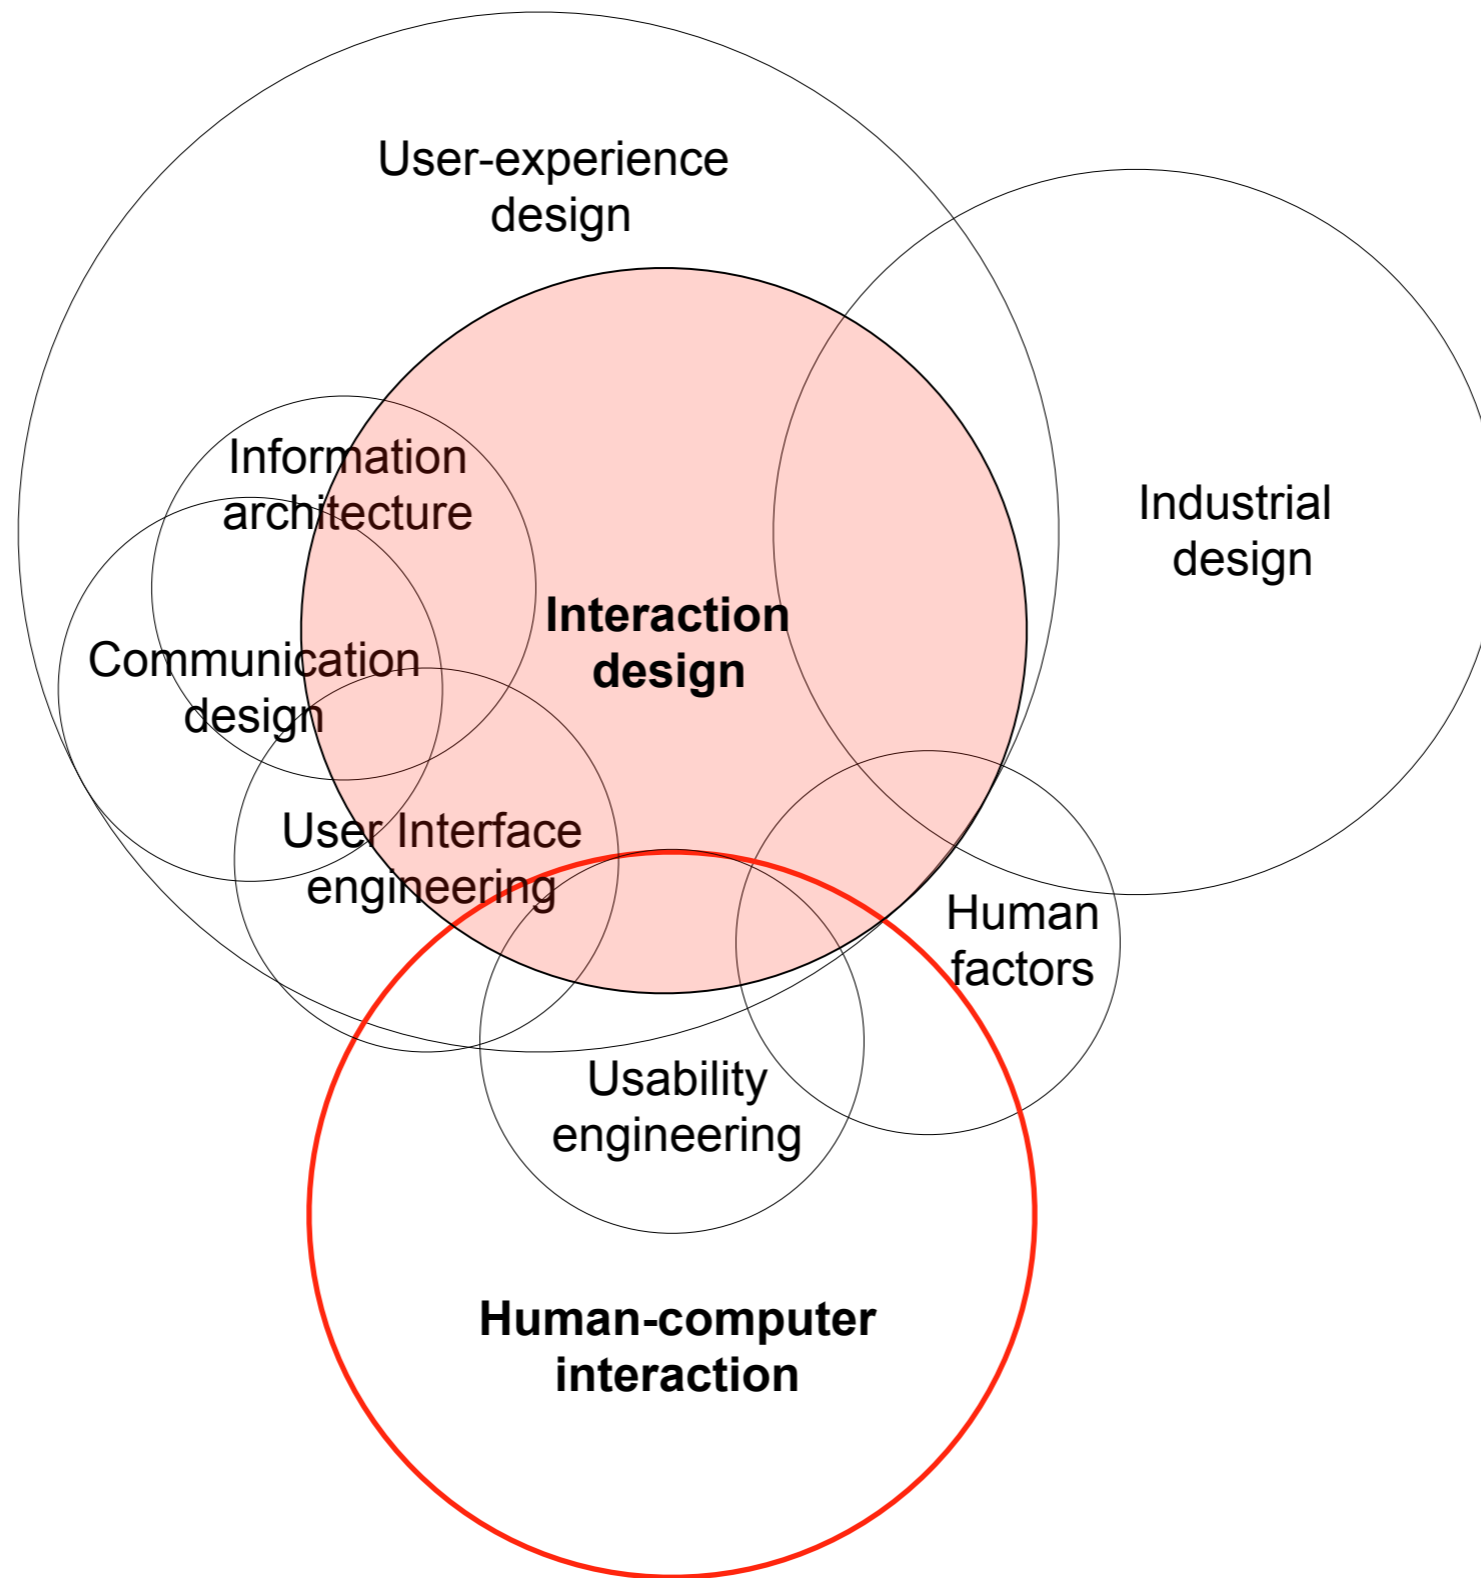 User-experience
design
Information
architecture
Industrial
design
Interaction
design
Communication
design
User Interface
engineering
Human
factors
Usability
engineering
Human-computer
interaction